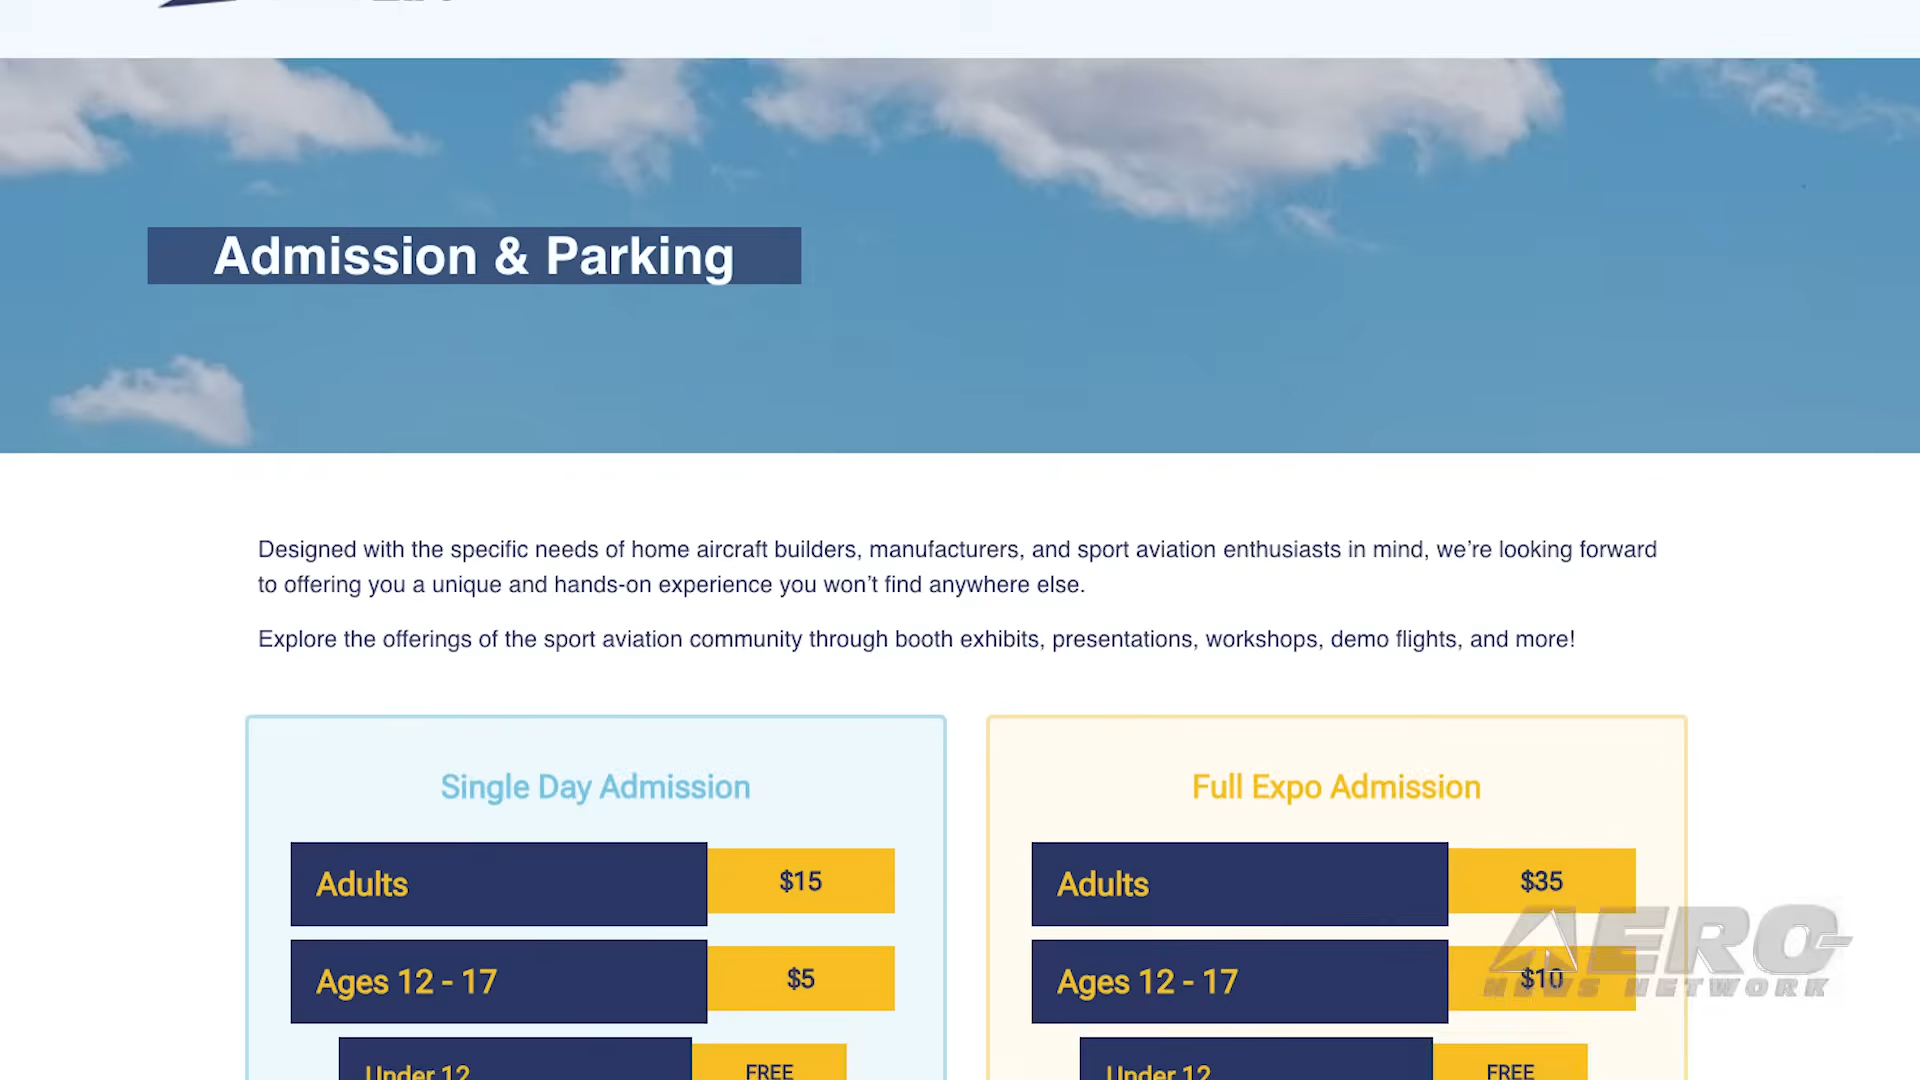 Admission & Parking
Designed with the specific needs of home aircraft builders, manufacturers, and sport aviation enthusiasts in mind, we’re looking forward
to offering you a unique and hands-on experience you won’t find anywhere else.
Explore the offerings of the sport aviation community through booth exhibits, presentations, workshops, demo flights, and more!
Single Day Admission
Adults $15
Ages 12 - 17 $5
Under 12 FREE
Full Expo Admission
Adults $35
Ages 12 - 17 $10
Under 12 FREE
AERO-
NEWS NETWORK